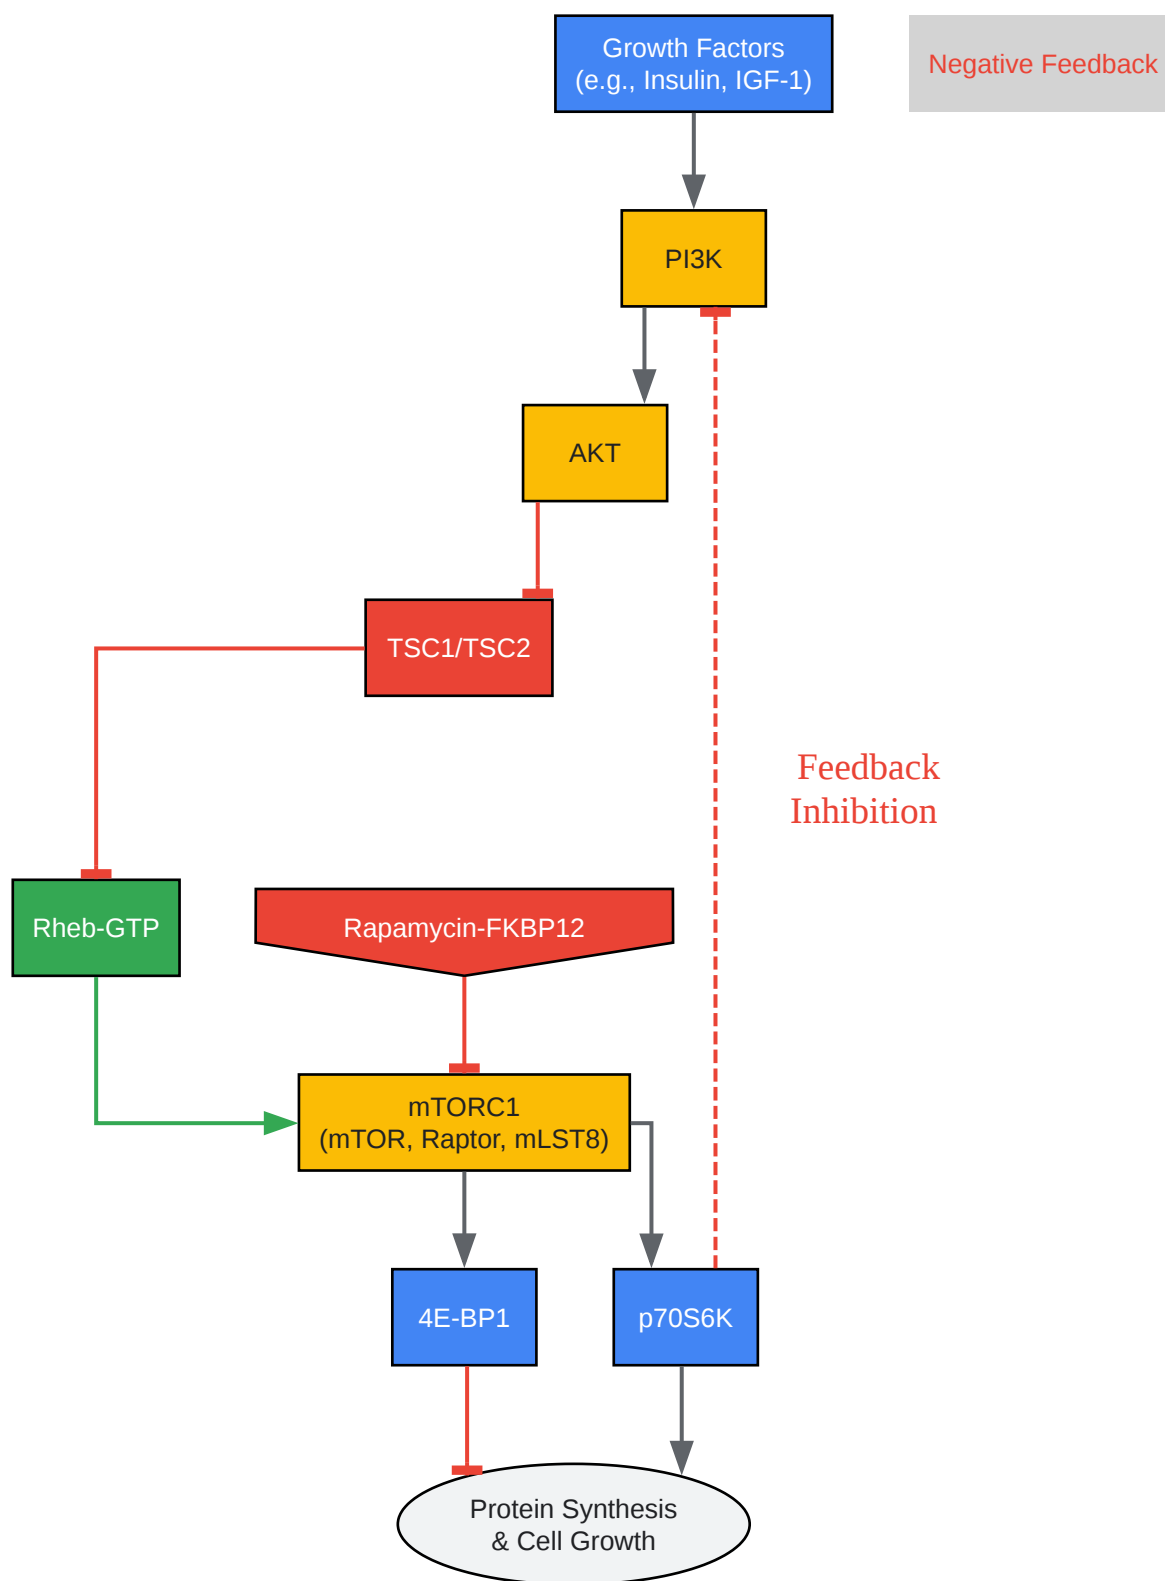 Growth Factors
(e.g., Insulin, IGF-1)
Negative Feedback
PI3K
AKT
TSC1/TSC2
Feedback
Inhibition
Rheb-GTP
Rapamycin-FKBP12
mTORC1
(mTOR, Raptor, mLST8)
4E-BP1
p70S6K
Protein Synthesis
& Cell Growth